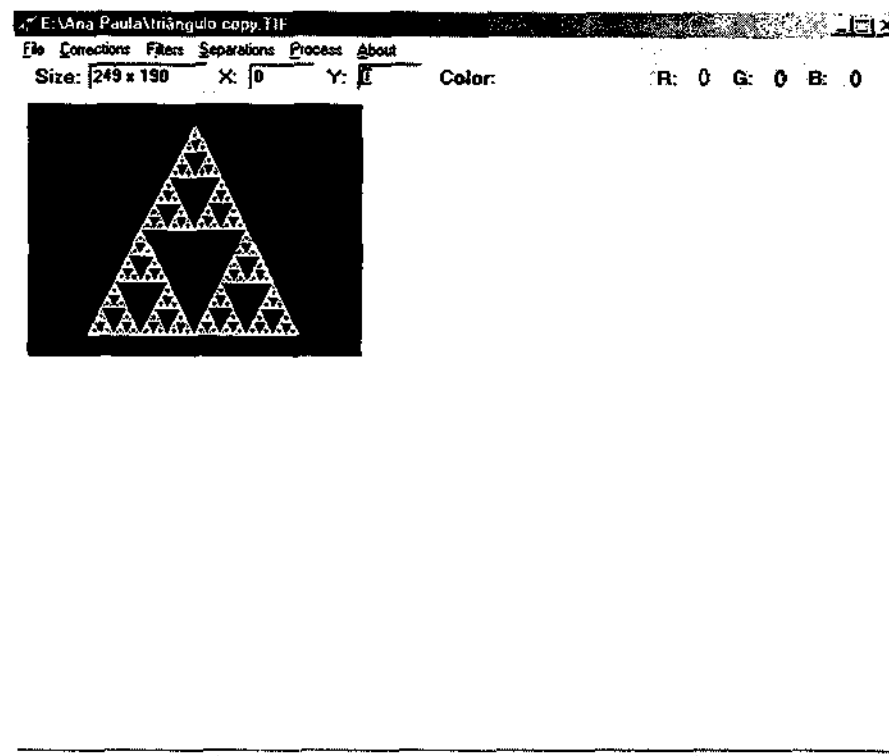 E:\Ana Paula\triângulo copy.TIF
File Corrections Filters Separations Process About
Size: 249 x 190 X: 0 Y: Color: R: 0 G: 0 B: 0